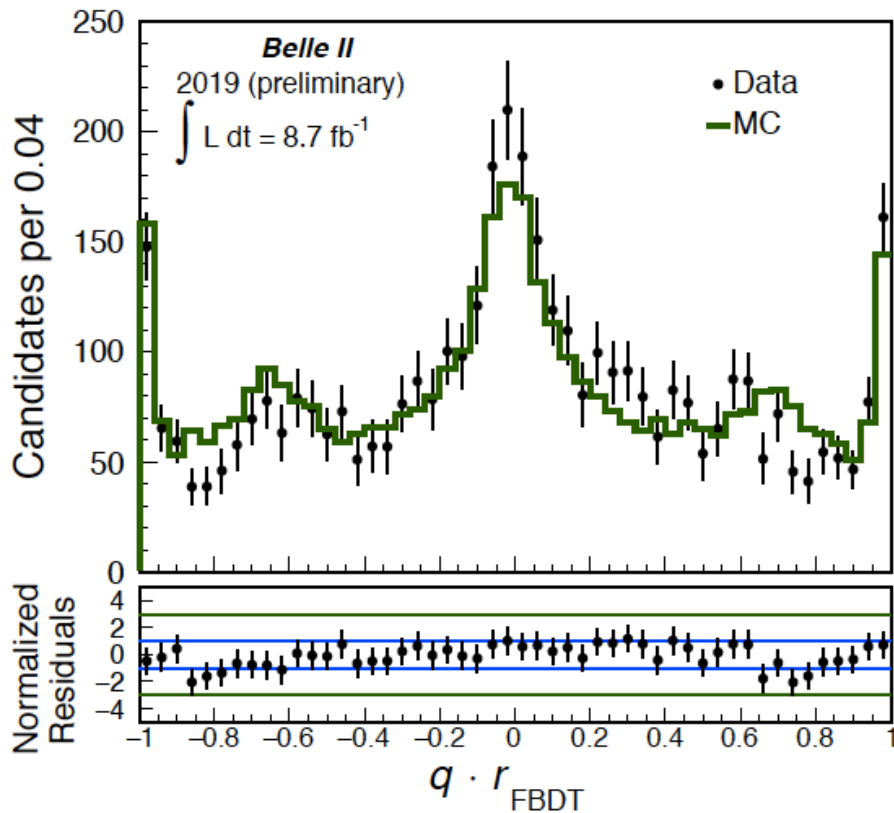 250
200
150
100
50
0
Candidates per 0.04
Belle II
2019 (preliminary)
∫ L dt = 8.7 fb⁻¹
Data
MC
4
2
0
−2
−4
Normalized
Residuals
−1 −0.8 −0.6 −0.4 −0.2 0 0.2 0.4 0.6 0.8 1
q · r_FBDT